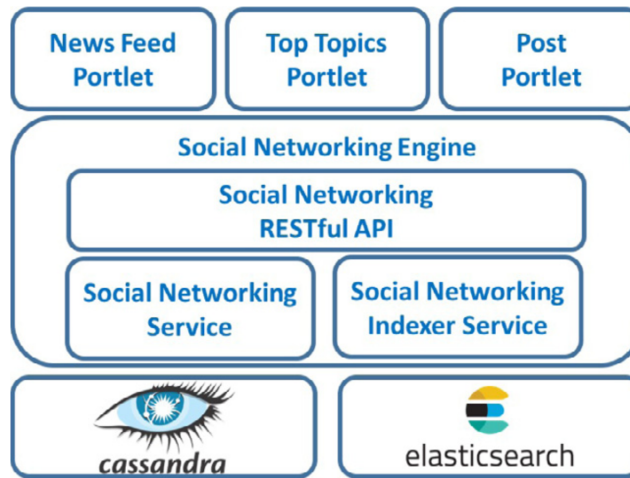 News Feed
Portlet
Top Topics
Portlet
Post
Portlet
Social Networking Engine
Social Networking
RESTful API
Social Networking
Service
Social Networking
Indexer Service
cassandra
elasticsearch